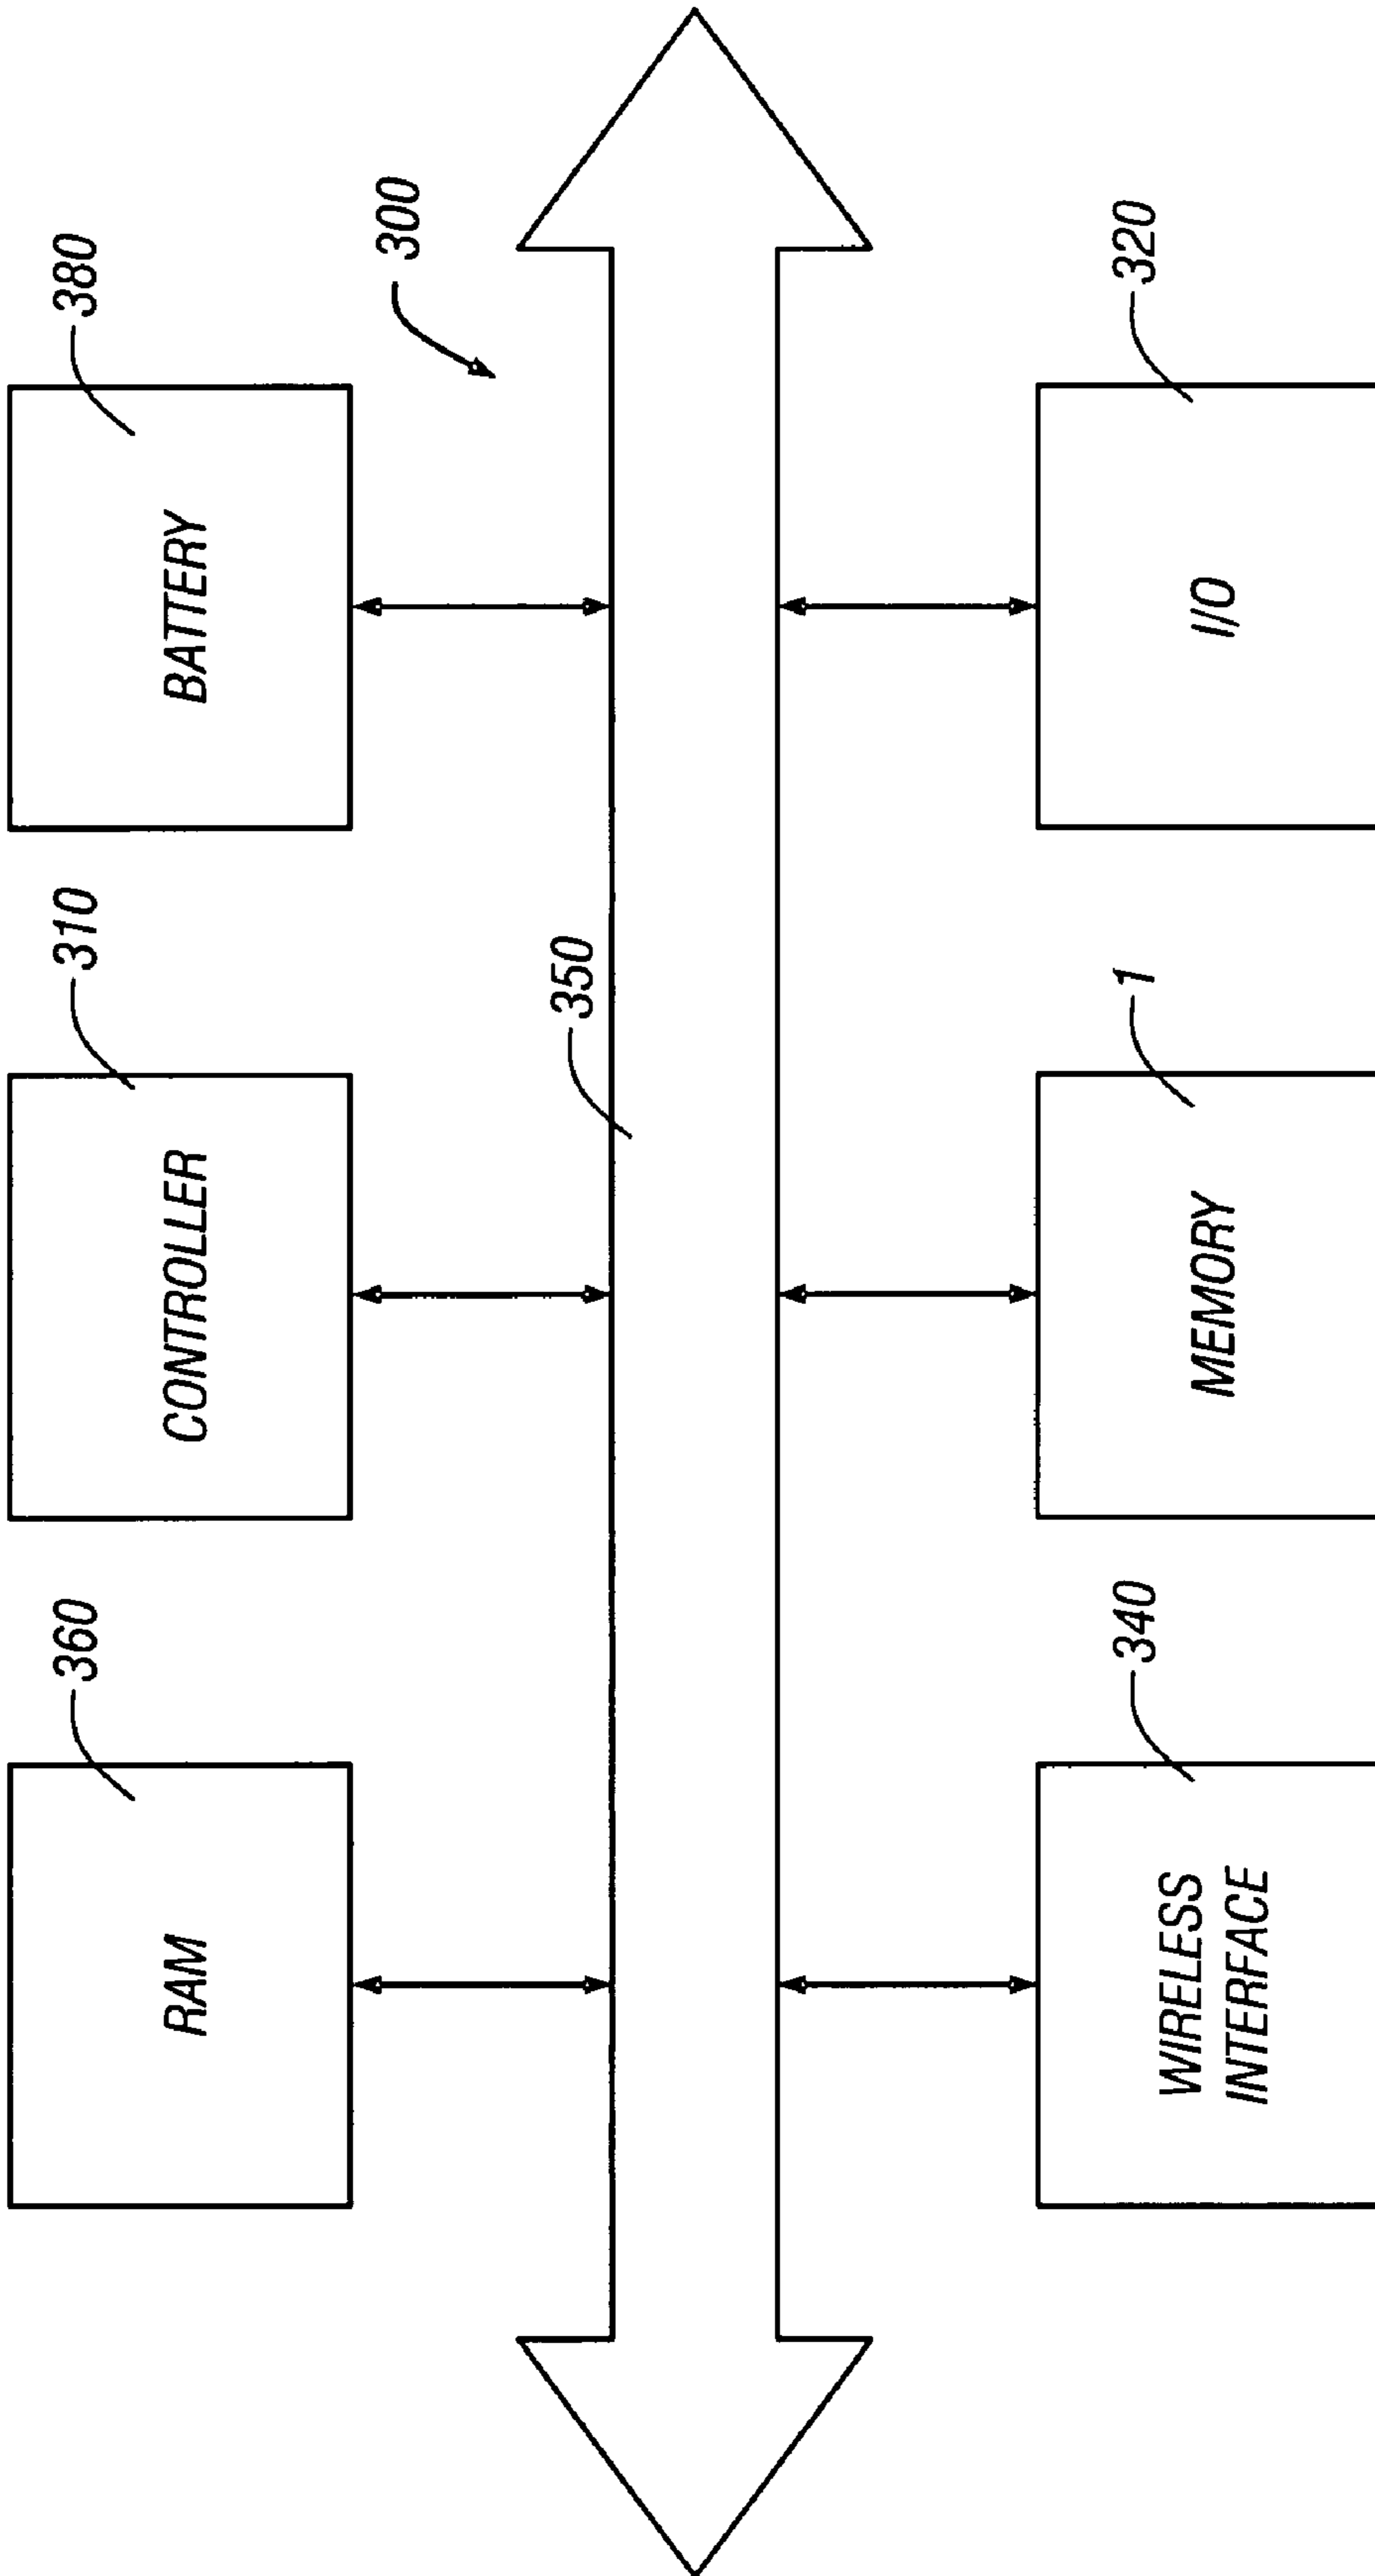 380
BATTERY
310
CONTROLLER
360
RAM
300
350
320
I/O
1
MEMORY
340
WIRELESS
INTERFACE